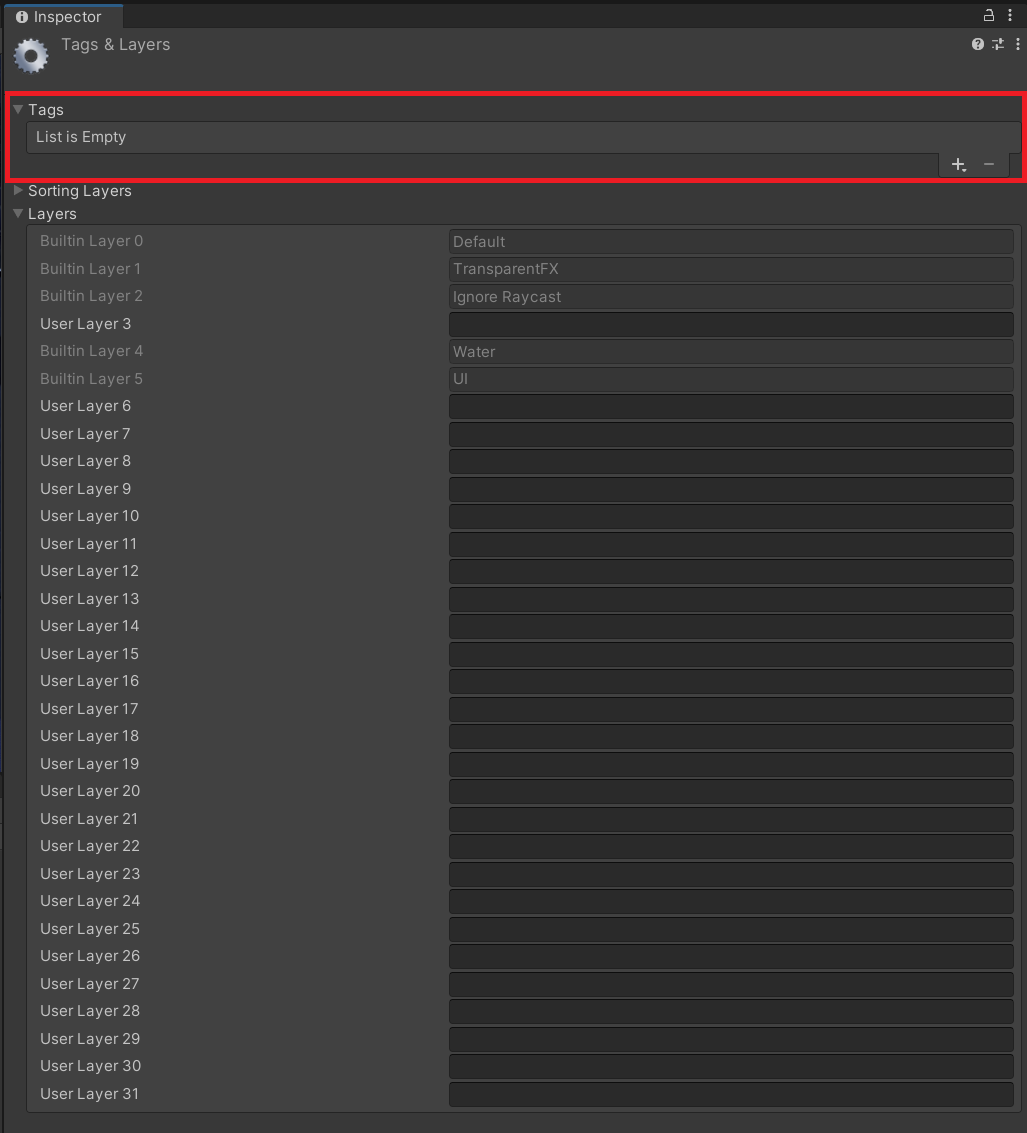 Inspector
Tags & Layers
Tags
List is Empty
Sorting Layers
Layers
Builtin Layer 0 Default
Builtin Layer 1 TransparentFX
Builtin Layer 2 Ignore Raycast
User Layer 3
Builtin Layer 4 Water
Builtin Layer 5 UI
User Layer 6
User Layer 7
User Layer 8
User Layer 9
User Layer 10
User Layer 11
User Layer 12
User Layer 13
User Layer 14
User Layer 15
User Layer 16
User Layer 17
User Layer 18
User Layer 19
User Layer 20
User Layer 21
User Layer 22
User Layer 23
User Layer 24
User Layer 25
User Layer 26
User Layer 27
User Layer 28
User Layer 29
User Layer 30
User Layer 31